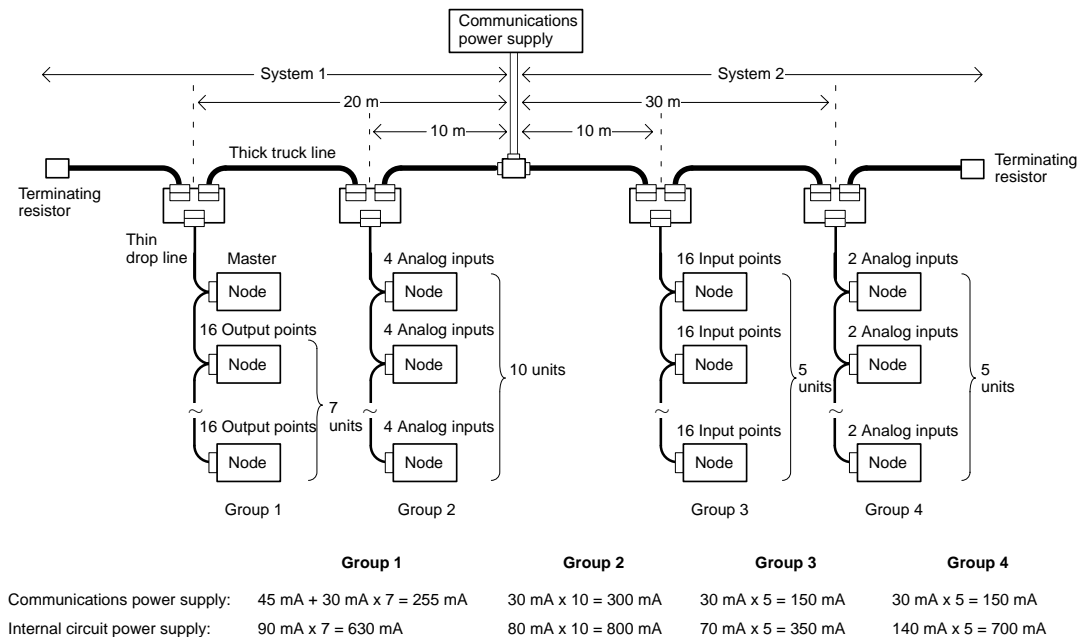 Communications
power supply
System 1
System 2
20 m
30 m
10 m
10 m
Thick truck line
Terminating
resistor
Terminating
resistor
Thin
drop line
Master
4 Analog inputs
16 Input points
2 Analog inputs
Node
Node
Node
Node
16 Output points
4 Analog inputs
16 Input points
2 Analog inputs
Node
Node
Node
Node
7
units
10 units
5
units
5
units
16 Output points
4 Analog inputs
16 Input points
2 Analog inputs
Node
Node
Node
Node
Group 1
Group 2
Group 3
Group 4
Group 1 Group 2 Group 3 Group 4
Communications power supply: 45 mA + 30 mA x 7 = 255 mA 30 mA x 10 = 300 mA 30 mA x 5 = 150 mA 30 mA x 5 = 150 mA
Internal circuit power supply: 90 mA x 7 = 630 mA 80 mA x 10 = 800 mA 70 mA x 5 = 350 mA 140 mA x 5 = 700 mA